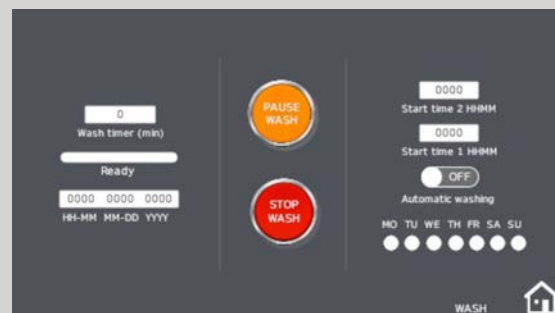 0
Wash timer (min)
Ready
0000 0000 0000
HH-MM MM-DD YYYY
PAUSE
WASH
STOP
WASH
0000
Start time 2 HHMM
0000
Start time 1 HHMM
OFF
Automatic washing
MO TU WE TH FR SA SU
WASH